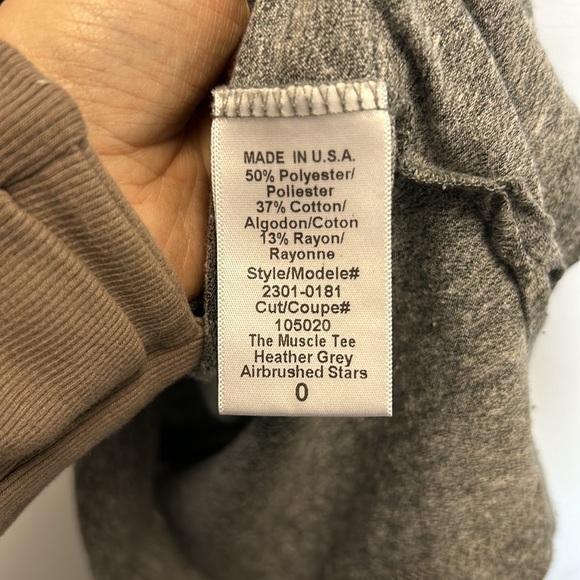 MADE IN U.S.A.
50% Polyester/
Poliester
37% Cotton/
Algodon/Coton
13% Rayon/
Rayonne
Style/Modele#
2301-0181
Cut/Coupe#
105020
The Muscle Tee
Heather Grey
Airbrushed Stars
0